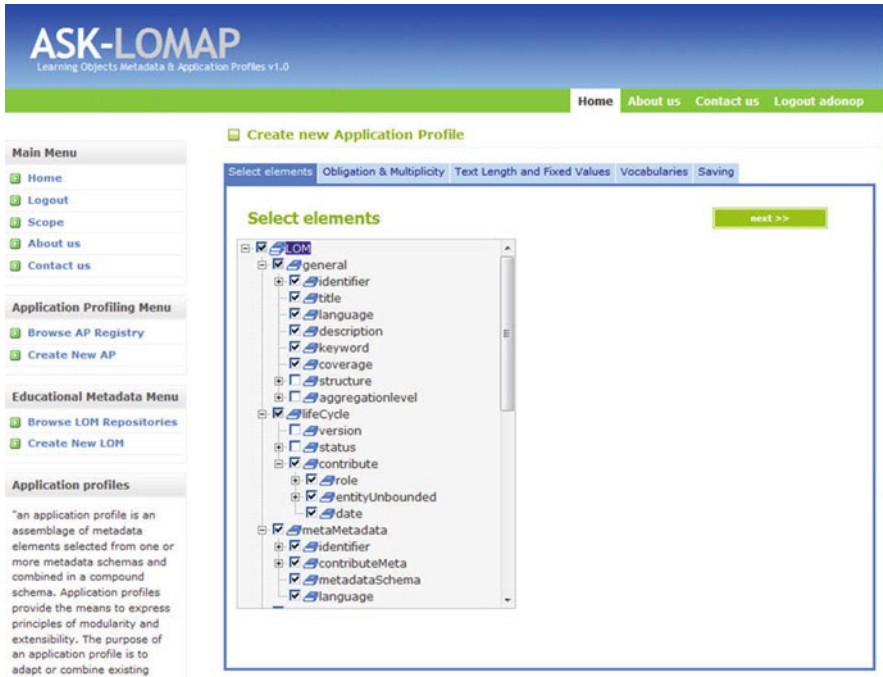 ASK-LOMAP
Learning Objects Metadata & Application Profiles v1.0
Home About us Contact us Logout adonop
Main Menu
Home
Logout
Scope
About us
Contact us
Application Profiling Menu
Browse AP Registry
Create New AP
Educational Metadata Menu
Browse LOM Repositories
Create New LOM
Application profiles
"an application profile is an
assemblage of metadata
elements selected from one or
more metadata schemas and
combined in a compound
schema. Application profiles
provide the means to express
principles of modularity and
extensibility. The purpose of
an application profile is to
adapt or combine existing
Create new Application Profile
Select elements Obligation & Multiplicity Text Length and Fixed Values Vocabularies Saving
Select elements
next >>
LOM
general
identifier
title
language
description
keyword
coverage
structure
aggregationlevel
lifeCycle
version
status
contribute
role
entityUnbounded
date
metaMetadata
identifier
contributeMeta
metadataSchema
language